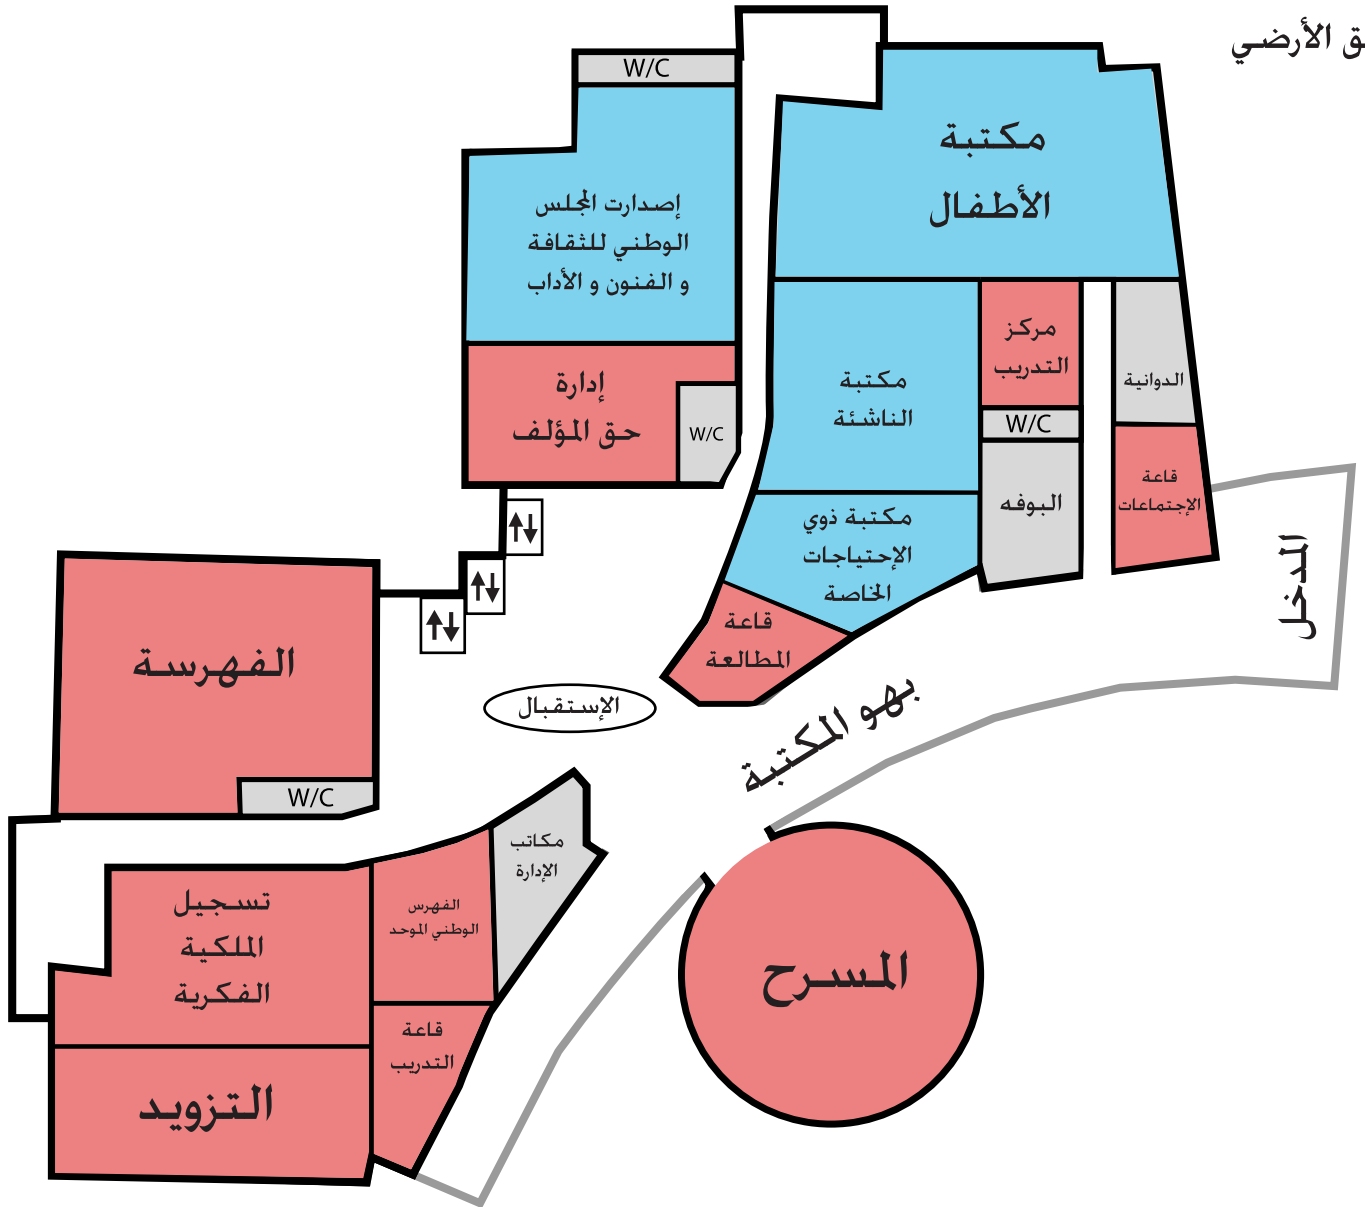 ق الأرضي
W/C
مكتبة
الأطفال
إصدارت المجلس
الوطني للثقافة
و الفنون و الأداب
مركز
التدريب
الدوانية
مكتبة
الناشئة
إدارة
حق المؤلف
W/C
W/C
قاعة
الإجتماعات
البوفه
مكتبة ذوي
الإحتياجات
الخاصة
المدخل
قاعة
المطالعة
الفهرسة
الإستقبال
بهو المكتبة
W/C
مكاتب
الإدارة
تسجيل
الملكية
الفكرية
الفهرس
الوطني الموحد
المسرح
قاعة
التدريب
التزويد